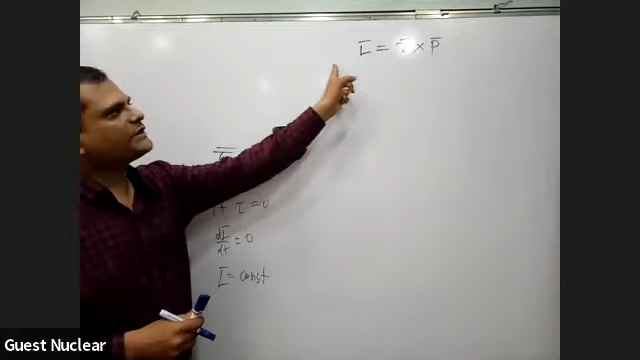 L̄ = r̄ × P̄
If τ = 0
dL̄/dt = 0
L̄ = const
Guest Nuclear